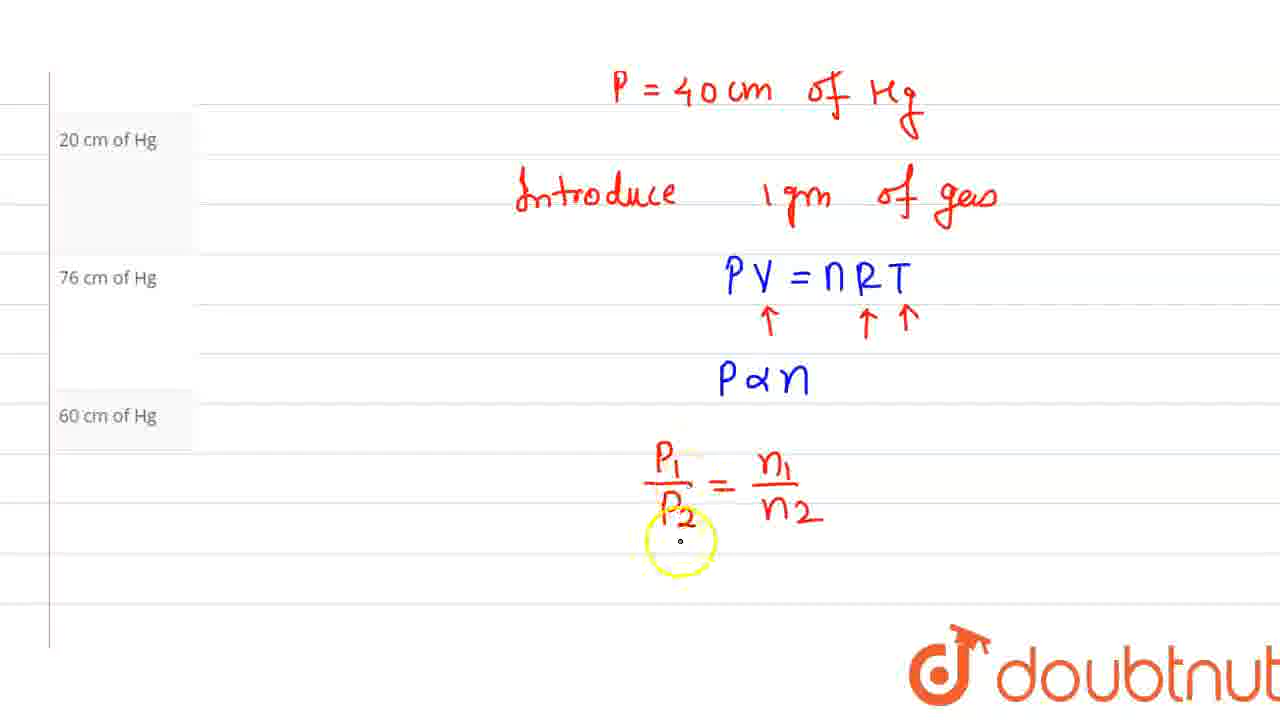 P = 40 cm of Hg
20 cm of Hg
Introduce 1 gm of gas
76 cm of Hg
PV = nRT
↑ ↑ ↑
P ∝ n
60 cm of Hg
P1/P2 = n1/n2
doubtnut